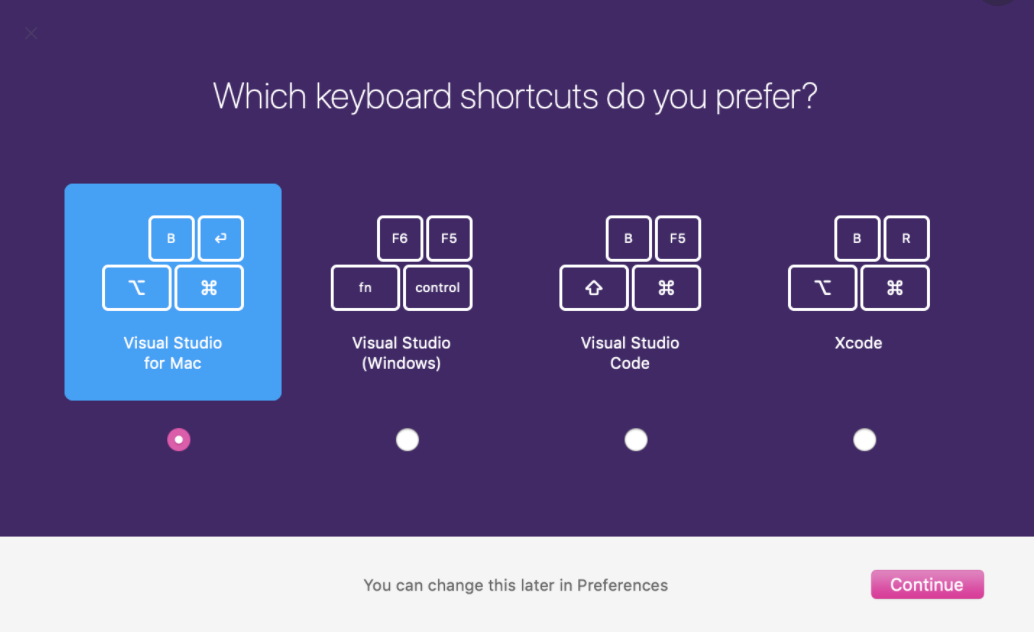 Which keyboard shortcuts do you prefer?
B ⏎ F6 F5 B F5 B R
⌥ ⌘ fn control ⇧ ⌘ ⌥ ⌘
Visual Studio Visual Studio Visual Studio Xcode
for Mac (Windows) Code
You can change this later in Preferences Continue